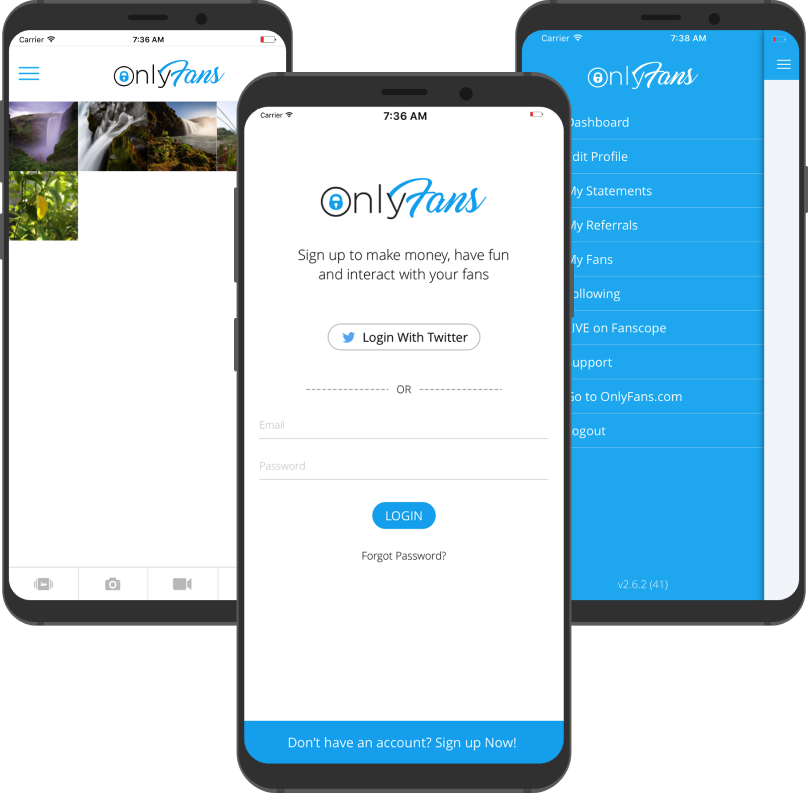 Carrier
7:36 AM
OnlyFans
Carrier
7:36 AM
OnlyFans
Sign up to make money, have fun
and interact with your fans
Login With Twitter
OR
Email
Password
LOGIN
Forgot Password?
Don't have an account? Sign up Now!
Carrier
7:38 AM
OnlyFans
Dashboard
dit Profile
My Statements
My Referrals
My Fans
ollowing
IVE on Fanscope
upport
Go to OnlyFans.com
ogout
v2.6.2 (41)